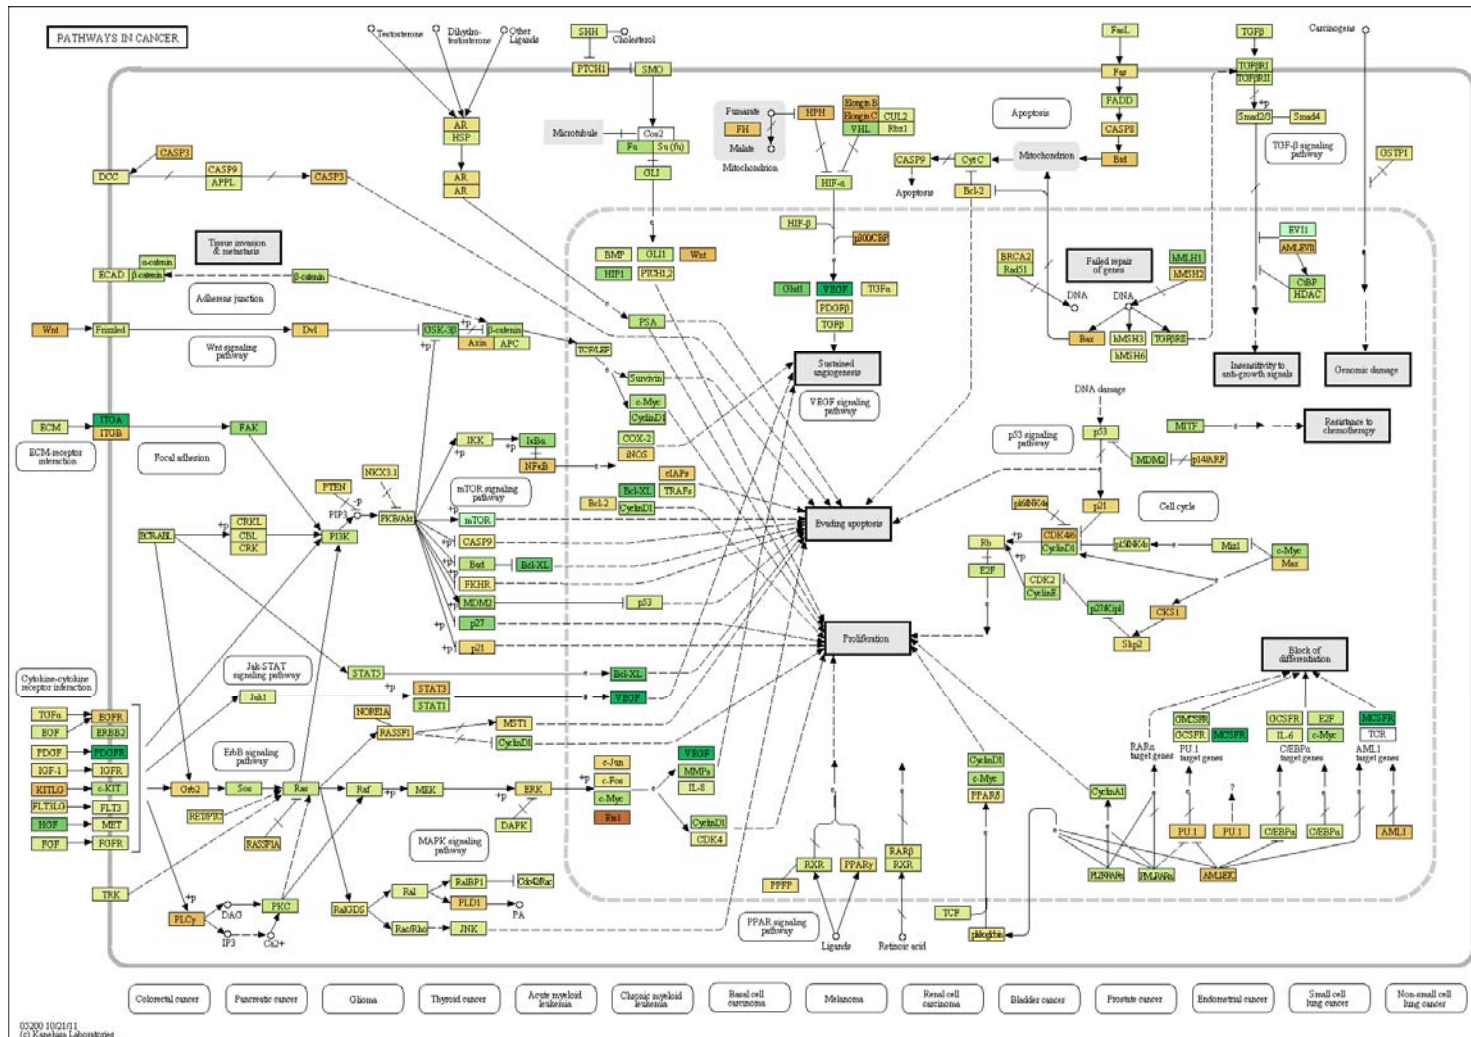 PATHWAYS IN CANCER
Testosterone
Dihydro-
testosterone
Other
Ligands
SHH
Cholesterol
PTCH1
SMO
FasL
TGFβ
Carcinogens
Fas
TGFβRI
TGFβRII
FADD
+p
Smad2/3
Smad4
TGF-β signaling
pathway
GSTP1
Apoptosis
CASP8
Bid
Mitochondrion
CytC
CASP9
Apoptosis
Bcl-2
AR
HSP
AR
AR
Microtubule
Cos2
Fu
Su (fu)
GLI
Fumarate
FH
Malate
Mitochondrion
HPH
Elongin B
Elongin C
VHL
CUL2
Rbx1
HIF-α
CASP3
DCC
CASP9
APPL
CASP3
HIF-β
p300/CBP
Tissue invasion
& metastasis
BMP
GLI1
Wnt
HIP1
PTCH1,2
Glut1
VEGF
TGFα
PDGFβ
TGFβ
BRCA2
Rad51
DNA
Failed repair
of genes
hMLH1
hMSH2
DNA
Bax
hMSH3
hMSH6
TGFβRII
EVI1
AML-EVI1
CtBP
HDAC
α-catenin
ECAD
β-catenin
β-catenin
Adherens junction
Wnt
Frizzled
Dvl
GSK-3β
+p
+p
β-catenin
Axin
APC
Wnt signaling
pathway
TCF/LEF
PSA
Sustained
angiogenesis
VEGF signaling
pathway
Insensitivity to
anti-growth signals
Genomic damage
Survivin
c-Myc
CyclinD1
COX-2
iNOS
DNA damage
p53 signaling
pathway
p53
MDM2
p14/ARF
MITF
Resistance to
chemotherapy
ECM
ITGA
ITGB
FAK
ECM-receptor
interaction
Focal adhesion
IKK
+p
IκBα
+p
NFκB
+p
mTOR signaling
pathway
NKX3.1
PTEN
-p
PIP3
PKB/Akt
cIAPs
Bcl-XL
TRAFs
Bcl-2
CyclinD1
mTOR
+p
Evading apoptosis
p21
Cell cycle
p16/INK4a
CDK4/6
CyclinD1
p15/INK4b
Miz1
c-Myc
Max
Rb
+p
E2F
CDK2
CyclinE
p27/Kip1
CKS1
Skp2
BCR-ABL
+p
CRKL
CBL
CRK
PI3K
CASP9
+p
Bad
+p
Bcl-XL
FKHR
+p
MDM2
+p
p53
p27
+p
p21
+p
Proliferation
Block of
differentiation
Jak-STAT
signaling pathway
STAT5
Bcl-XL
Cytokine-cytokine
receptor interaction
Jak1
+p
STAT3
STAT1
VEGF
TGFα
EGFR
EGF
ERBB2
PDGF
PDGFR
IGF-1
IGFR
KITLG
c-KIT
FLT3LG
FLT3
HGF
MET
FGF
FGFR
NORE1A
RASSF1
MST1
CyclinD1
ErbB signaling
pathway
Grb2
Sos
Ras
Raf
MEK
ERK
+p
RET/PTC
RASSF1A
DAPK
c-Jun
c-Fos
c-Myc
Ets1
VEGF
MMPs
IL-8
CyclinD1
CDK4
MAPK signaling
pathway
CyclinD1
c-Myc
PPARδ
RARα
target genes
GMCSFR
GCSFR
MCSFR
PU.1
target genes
GCSFR
E2F
IL-6
c-Myc
C/EBPα
target genes
MCSFR
TCR
AML1
target genes
CyclinA1
PU.1
?
PU.1
C/EBPα
C/EBPα
AML1
PLZF-RARα
PML-RARα
AML1-ETO
RXR
PPARγ
PPFP
RARβ
RXR
TRK
+p
PLCγ
DAG
IP3
PKC
Ca2+
RalGDS
Ral
RalBP1
Cdc42/Rac
PLD1
PA
Rac/Rho
JNK
PPAR signaling
pathway
Ligands
Retinoic acid
TCF
Colorectal cancer
Pancreatic cancer
Glioma
Thyroid cancer
Acute myeloid
leukemia
Chronic myeloid
leukemia
Basal cell
carcinoma
Melanoma
Renal cell
carcinoma
Bladder cancer
Prostate cancer
Endometrial cancer
Small cell
lung cancer
Non-small cell
lung cancer
05200 10/21/11
(c) Kanehisa Laboratories